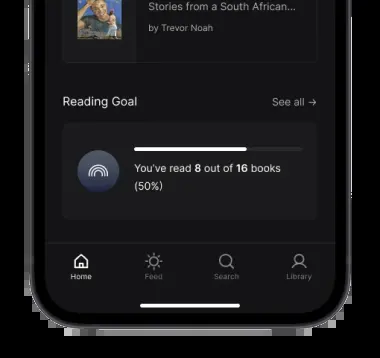 Stories from a South African...
by Trevor Noah
Reading Goal
See all →
You've read 8 out of 16 books
(50%)
Home
Feed
Search
Library